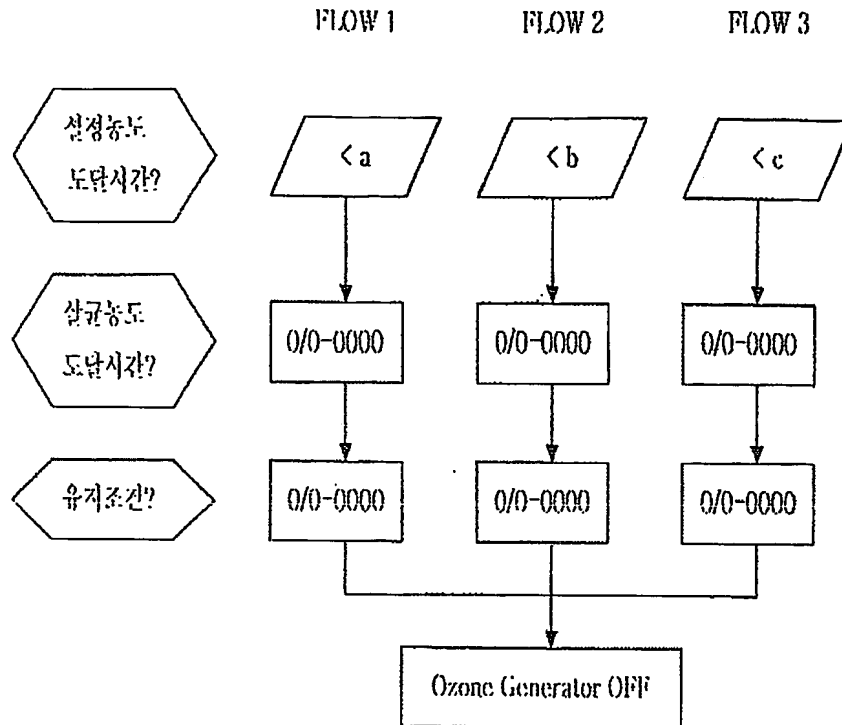 FLOW 1 FLOW 2 FLOW 3
설정농도
도달시간?
< a < b < c
살균농도
도달시간?
0/0-0000 0/0-0000 0/0-0000
유지조건?
0/0-0000 0/0-0000 0/0-0000
Ozone Generator OFF